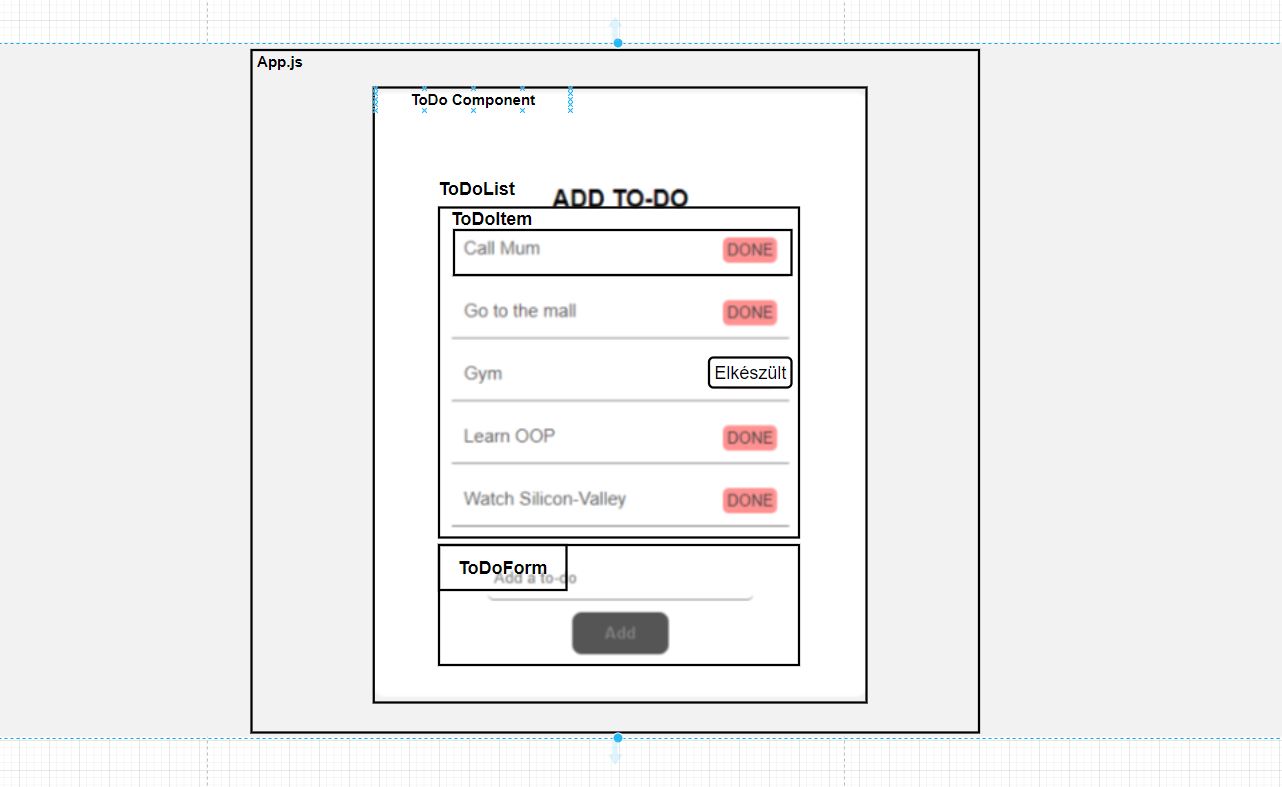 App.js
ToDo Component
ToDoList
ADD TO-DO
ToDoItem
Call Mum DONE
Go to the mall DONE
Gym Elkészült
Learn OOP DONE
Watch Silicon-Valley DONE
ToDoForm
Add a to-do
Add